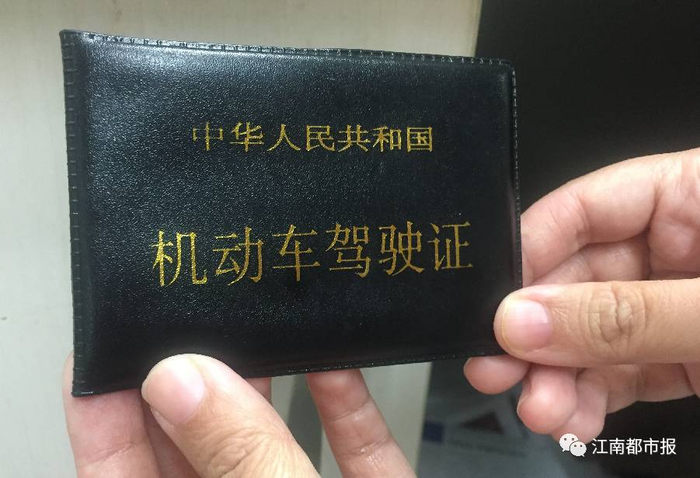 中华人民共和国
机动车驾驶证
江南都市报